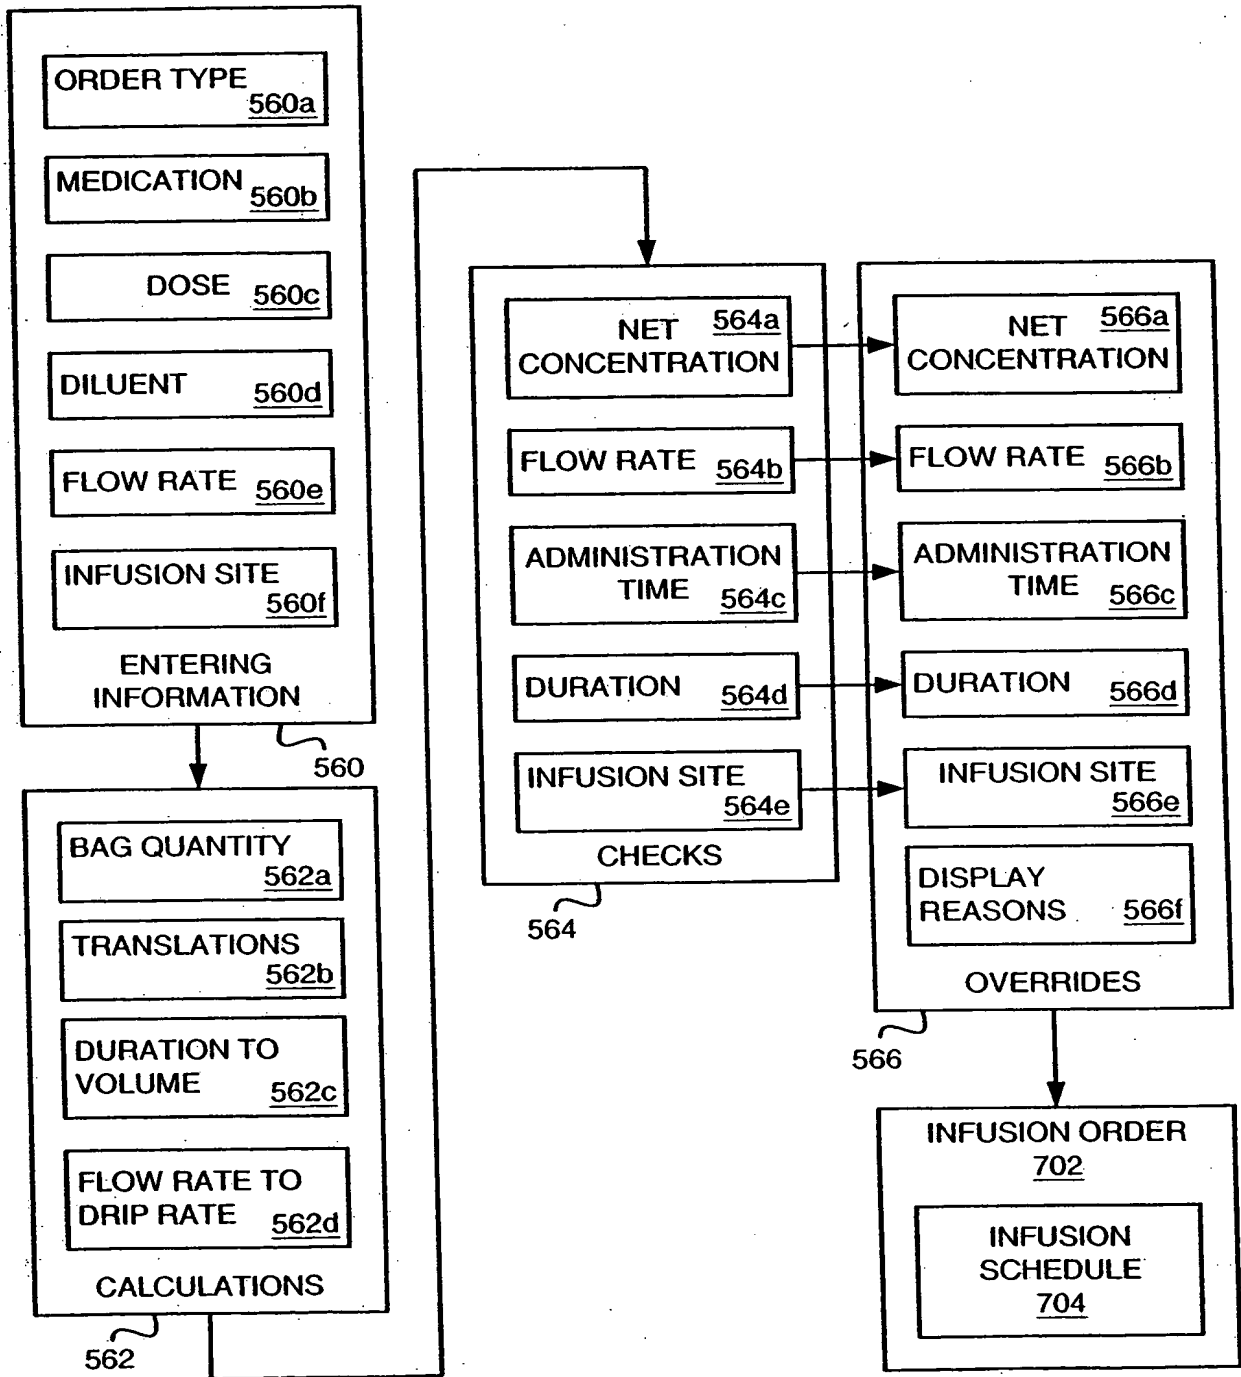 ORDER TYPE
560a
MEDICATION
560b
DOSE
560c
DILUENT
560d
FLOW RATE
560e
INFUSION SITE
560f
ENTERING
INFORMATION
560
BAG QUANTITY
562a
TRANSLATIONS
562b
DURATION TO
VOLUME
562c
FLOW RATE TO
DRIP RATE
562d
CALCULATIONS
562
NET
564a
CONCENTRATION
FLOW RATE
564b
ADMINISTRATION
TIME
564c
DURATION
564d
INFUSION SITE
564e
CHECKS
564
NET
566a
CONCENTRATION
FLOW RATE
566b
ADMINISTRATION
TIME
566c
DURATION
566d
INFUSION SITE
566e
DISPLAY
REASONS
566f
OVERRIDES
566
INFUSION ORDER
702
INFUSION
SCHEDULE
704